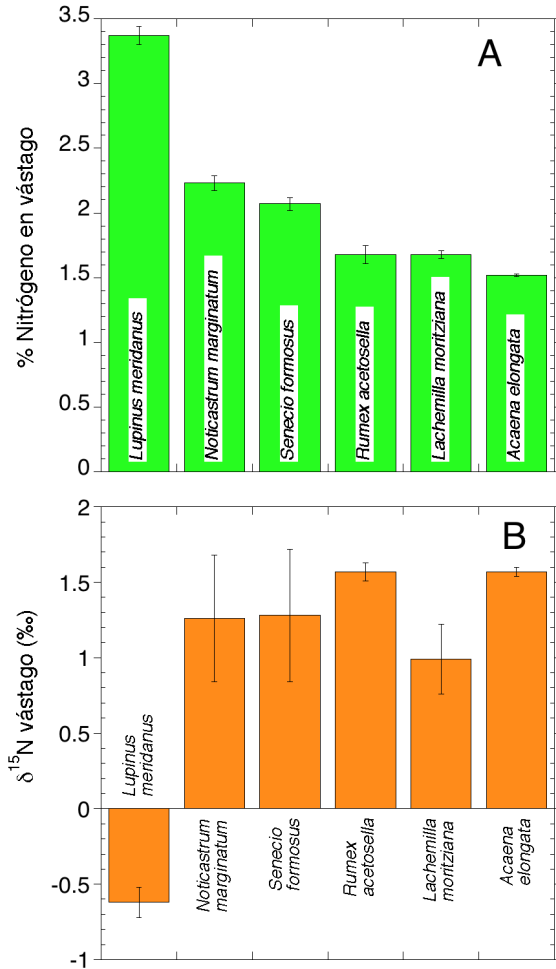 A
% Nitrógeno en vástago
3.5
3
2.5
2
1.5
1
0.5
0
Lupinus meridanus
Noticastrum marginatum
Senecio formosus
Rumex acetosella
Lachemilla moritziana
Acaena elongata
B
δ15N vástago (‰)
2
1.5
1
0.5
0
-0.5
-1
Lupinus
meridanus
Noticastrum
marginatum
Senecio
formosus
Rumex
acetosella
Lachemilla
moritziana
Acaena
elongata